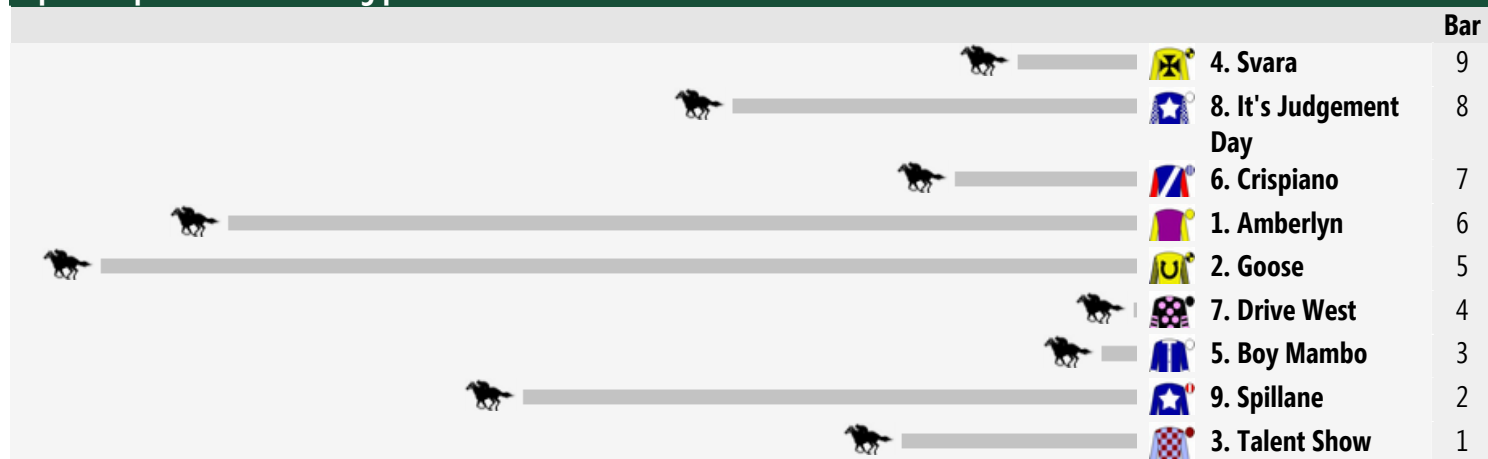 Bar
4. Svara 9
8. It's Judgement 8
Day
6. Crispiano 7
1. Amberlyn 6
2. Goose 5
7. Drive West 4
5. Boy Mambo 3
9. Spillane 2
3. Talent Show 1